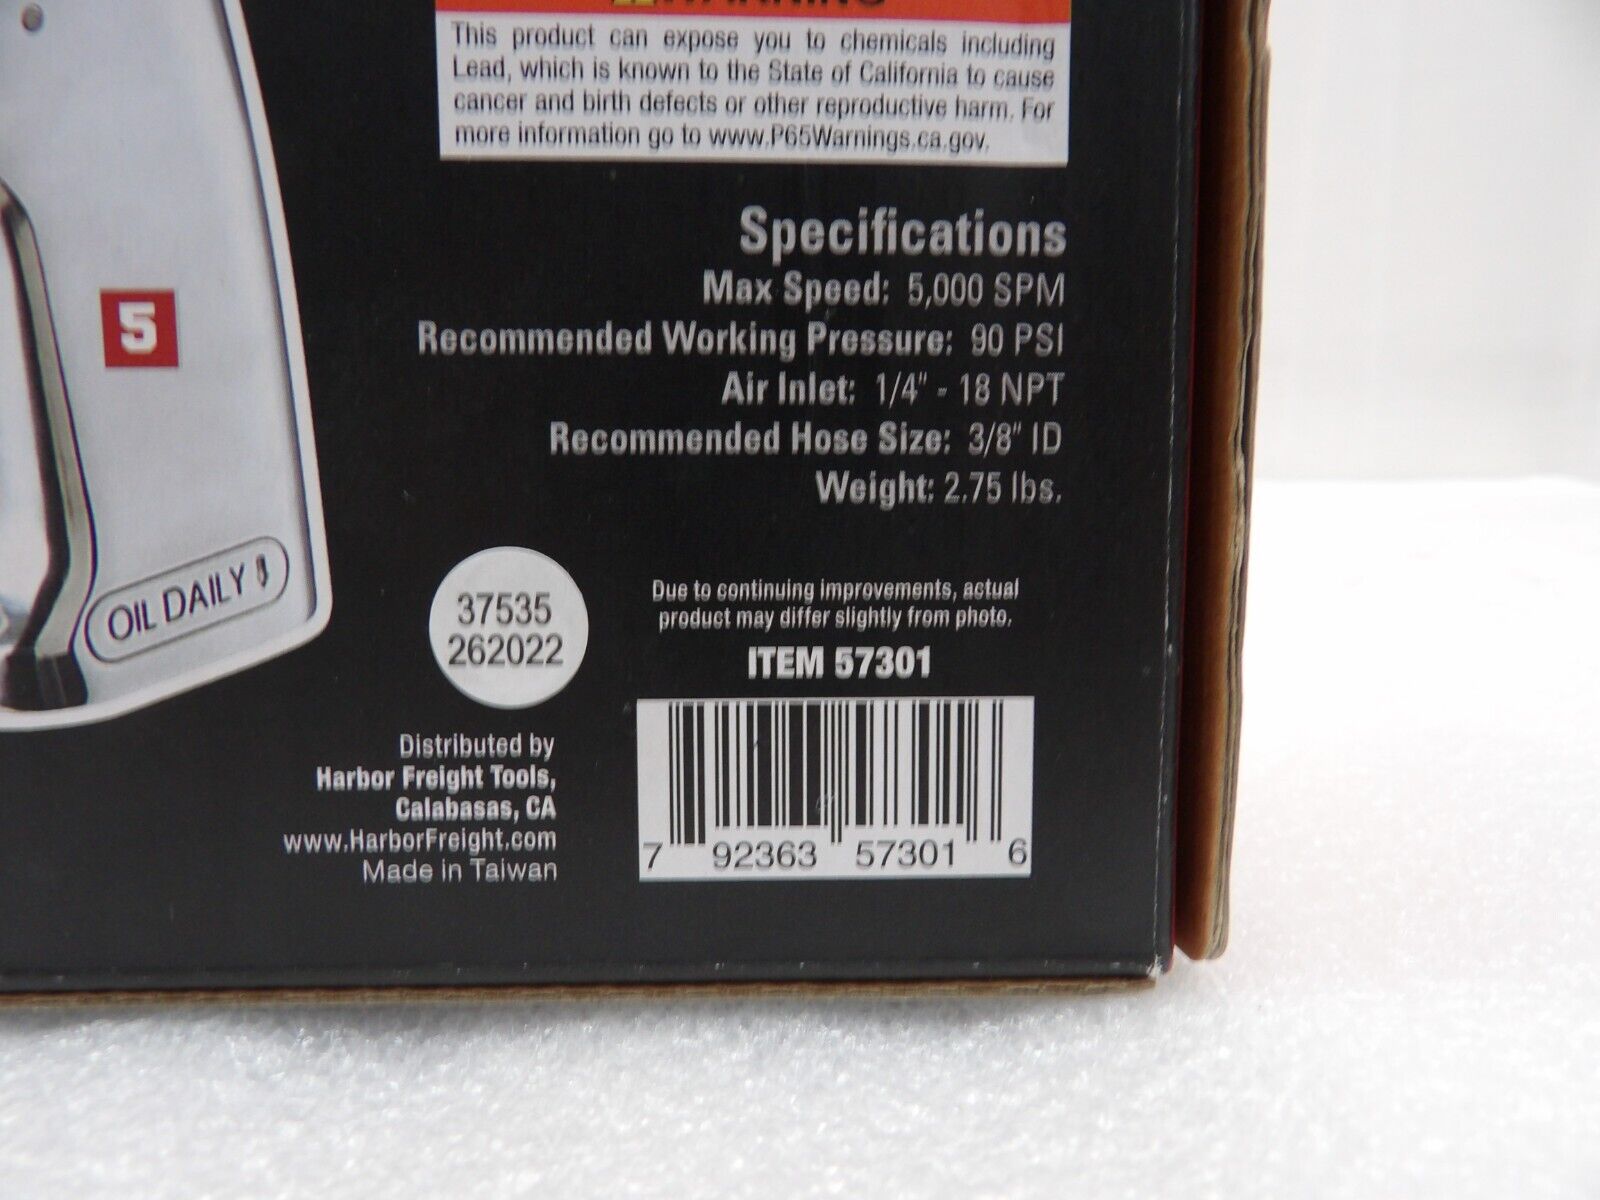 WARNING
This product can expose you to chemicals including
Lead, which is known to the State of California to cause
cancer and birth defects or other reproductive harm. For
more information go to www.P65Warnings.ca.gov.
Specifications
Max Speed: 5,000 SPM
Recommended Working Pressure: 90 PSI
Air Inlet: 1/4" - 18 NPT
Recommended Hose Size: 3/8" ID
Weight: 2.75 lbs.
5
OIL DAILY
37535
262022
Due to continuing improvements, actual
product may differ slightly from photo.
ITEM 57301
Distributed by
Harbor Freight Tools,
Calabasas, CA
www.HarborFreight.com
Made in Taiwan
7 92363 57301 6